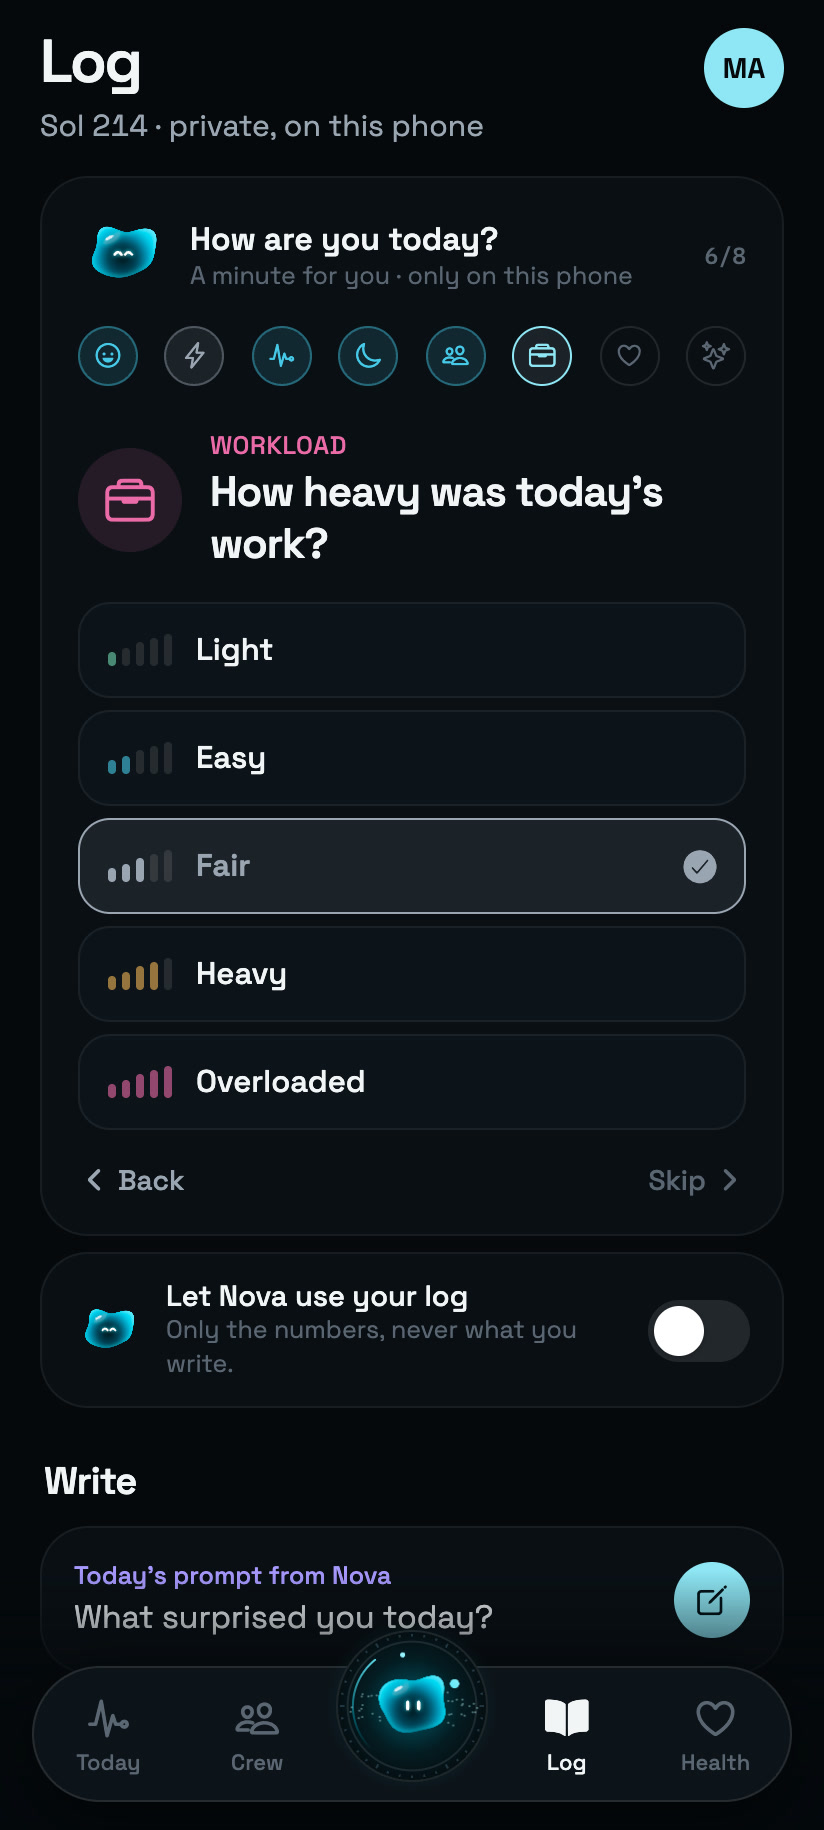 Log
MA
Sol 214 · private, on this phone
How are you today?
A minute for you · only on this phone
6/8
WORKLOAD
How heavy was today’s
work?
Light
Easy
Fair
Heavy
Overloaded
Back
Skip
Let Nova use your log
Only the numbers, never what you
write.
Write
Today’s prompt from Nova
What surprised you today?
Today
Crew
Log
Health